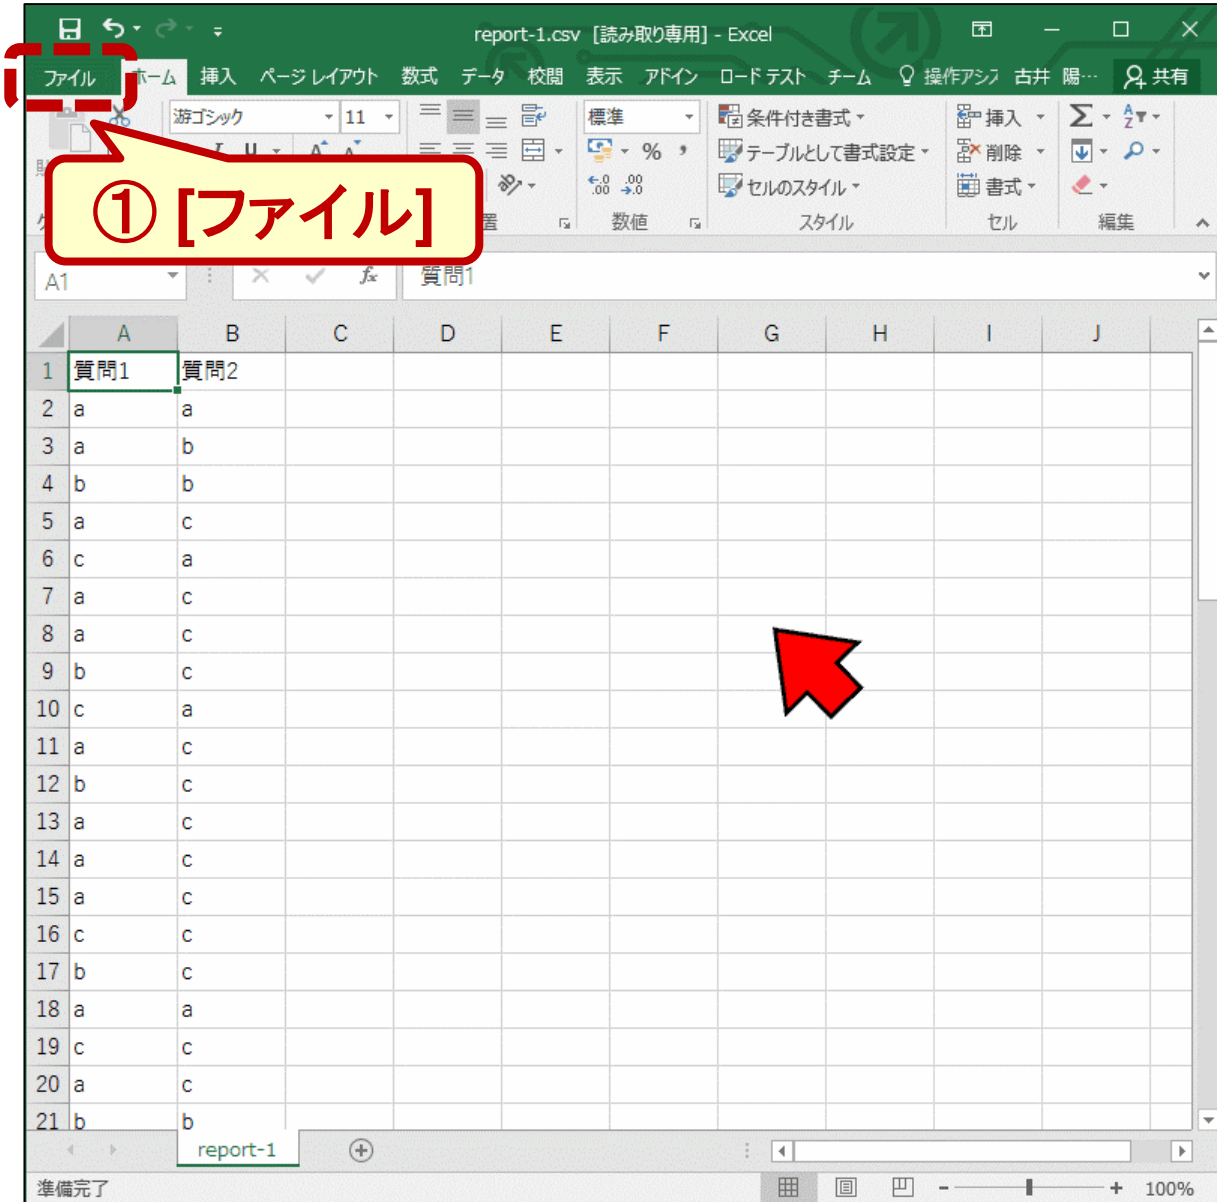 report-1.csv [読み取り専用] - Excel
ファイル ホーム 挿入 ページ レイアウト 数式 データ 校閲 表示 アドイン ロード テスト チーム 操作アシス 古井 陽… 共有
游ゴシック 11 標準 条件付き書式 挿入 Σ
% , テーブルとして書式設定 削除
セルのスタイル 書式
置 数値 スタイル セル 編集
① [ファイル]
A1 fx 質問1
A B C D E F G H I J
1 質問1 質問2
2 a a
3 a b
4 b b
5 a c
6 c a
7 a c
8 a c
9 b c
10 c a
11 a c
12 b c
13 a c
14 a c
15 a c
16 c c
17 b c
18 a a
19 c c
20 a c
21 b b
report-1
準備完了 100%